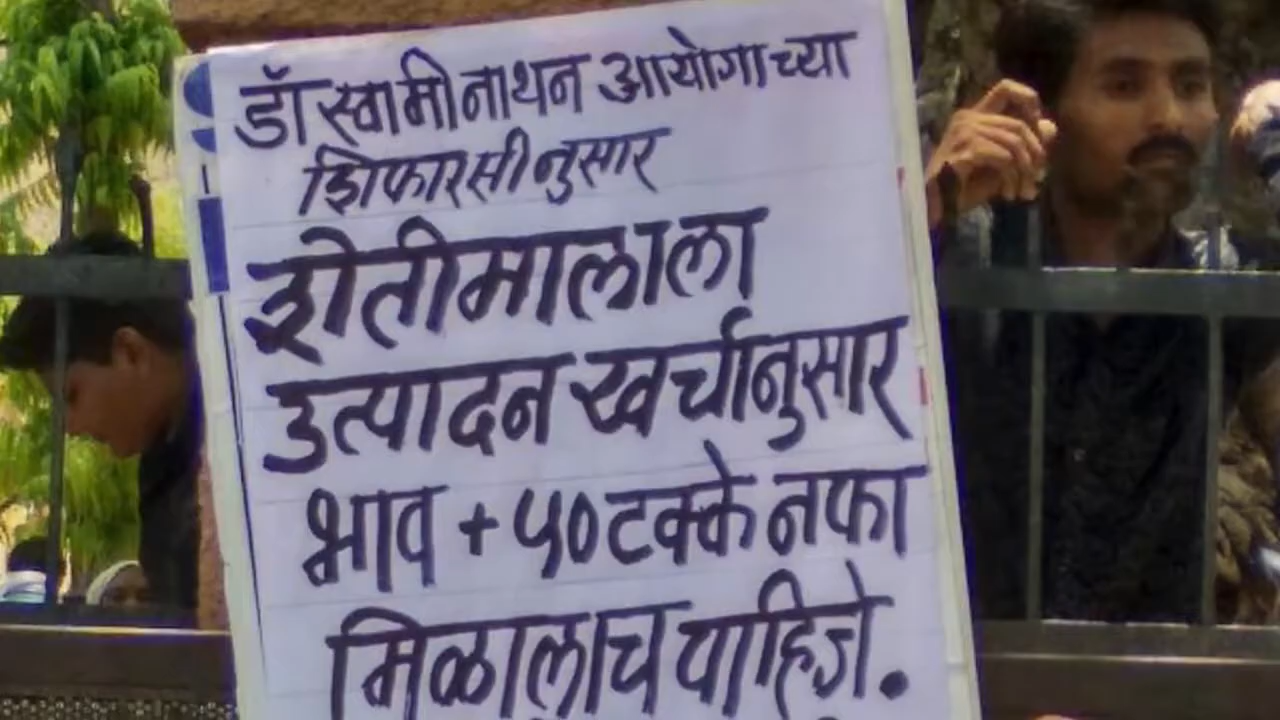 डॉ स्वामीनाथन आयोगाच्या
शिफारसीनुसार
शेतीमालाला
उत्पादन खर्चानुसार
भाव + ५० टक्के नफा
मिळालाच पाहिजे.